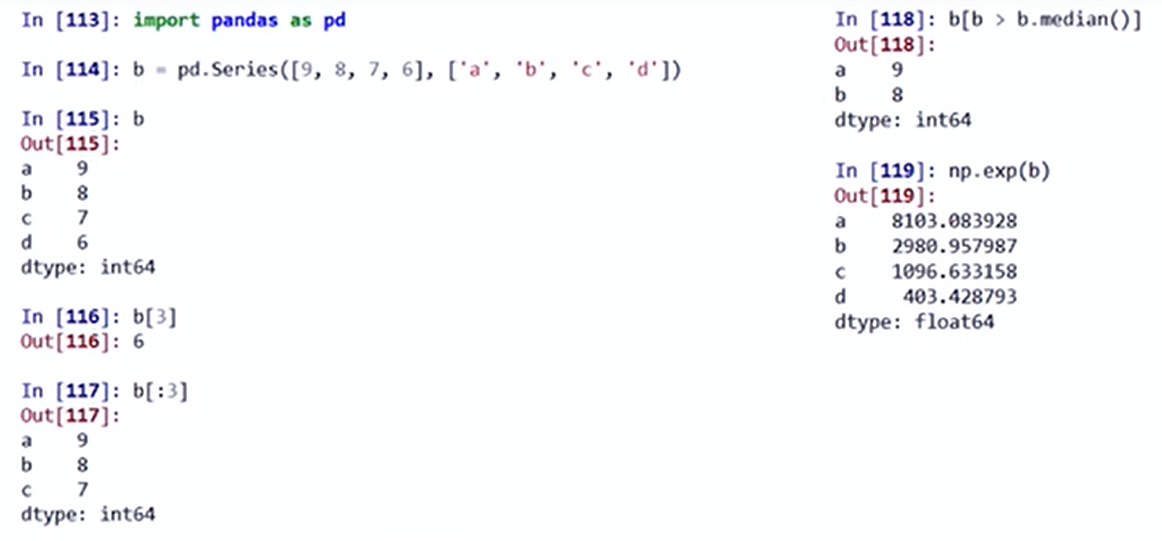 In [113]: import pandas as pd
In [114]: b = pd.Series([9, 8, 7, 6], ['a', 'b', 'c', 'd'])
In [115]: b
Out[115]:
a    9
b    8
c    7
d    6
dtype: int64
In [116]: b[3]
Out[116]: 6
In [117]: b[:3]
Out[117]:
a    9
b    8
c    7
dtype: int64
In [118]: b[b > b.median()]
Out[118]:
a    9
b    8
dtype: int64
In [119]: np.exp(b)
Out[119]:
a    8103.083928
b    2980.957987
c    1096.633158
d     403.428793
dtype: float64